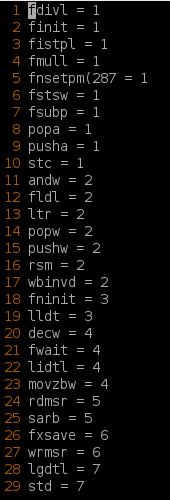 1 fdivl = 1
2 finit = 1
3 fistpl = 1
4 fmull = 1
5 fnsetpm(287 = 1
6 fstsw = 1
7 fsubp = 1
8 popa = 1
9 pusha = 1
10 stc = 1
11 andw = 2
12 fldl = 2
13 ltr = 2
14 popw = 2
15 pushw = 2
16 rsm = 2
17 wbinvd = 2
18 fninit = 3
19 lldt = 3
20 decw = 4
21 fwait = 4
22 lidtl = 4
23 movzbw = 4
24 rdmsr = 5
25 sarb = 5
26 fxsave = 6
27 wrmsr = 6
28 lgdtl = 7
29 std = 7